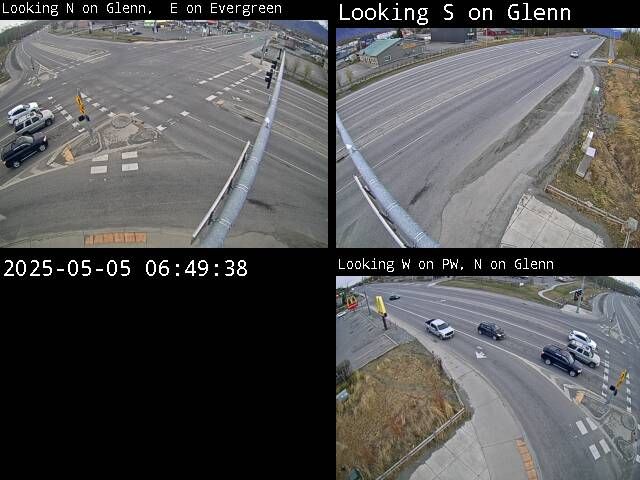 Looking N on Glenn,  E on Evergreen
Looking S on Glenn
2025-05-05 06:49:38
Looking W on PW, N on Glenn